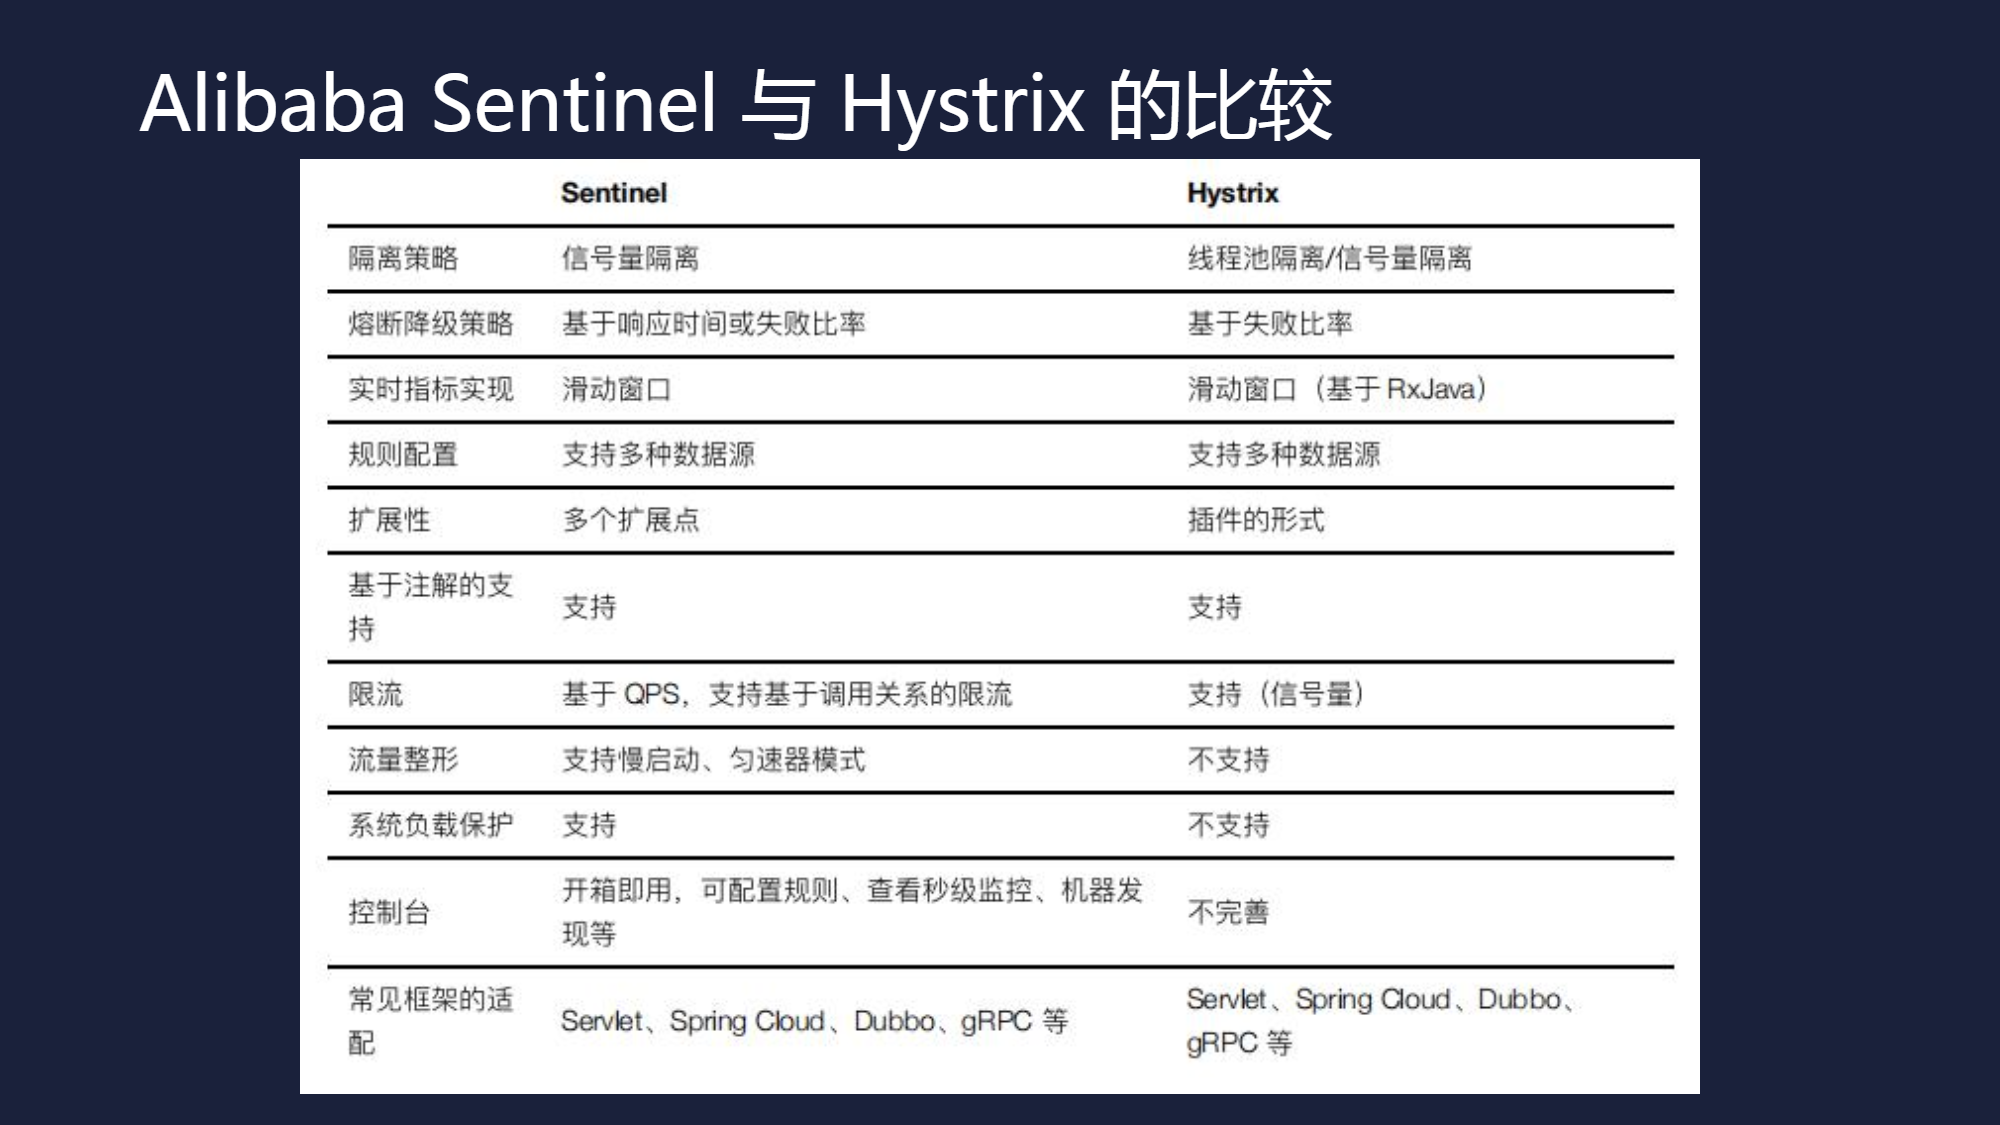 Alibaba Sentinel 与 Hystrix 的比较
Sentinel Hystrix
隔离策略 信号量隔离 线程池隔离/信号量隔离
熔断降级策略 基于响应时间或失败比率 基于失败比率
实时指标实现 滑动窗口 滑动窗口（基于 RxJava）
规则配置 支持多种数据源 支持多种数据源
扩展性 多个扩展点 插件的形式
基于注解的支
持
支持 支持
限流 基于 QPS，支持基于调用关系的限流 支持（信号量）
流量整形 支持慢启动、匀速器模式 不支持
系统负载保护 支持 不支持
控制台
开箱即用，可配置规则、查看秒级监控、机器发
现等
不完善
常见框架的适
配
Servlet、Spring Cloud、Dubbo、gRPC 等
Servlet、Spring Cloud、Dubbo、
gRPC 等